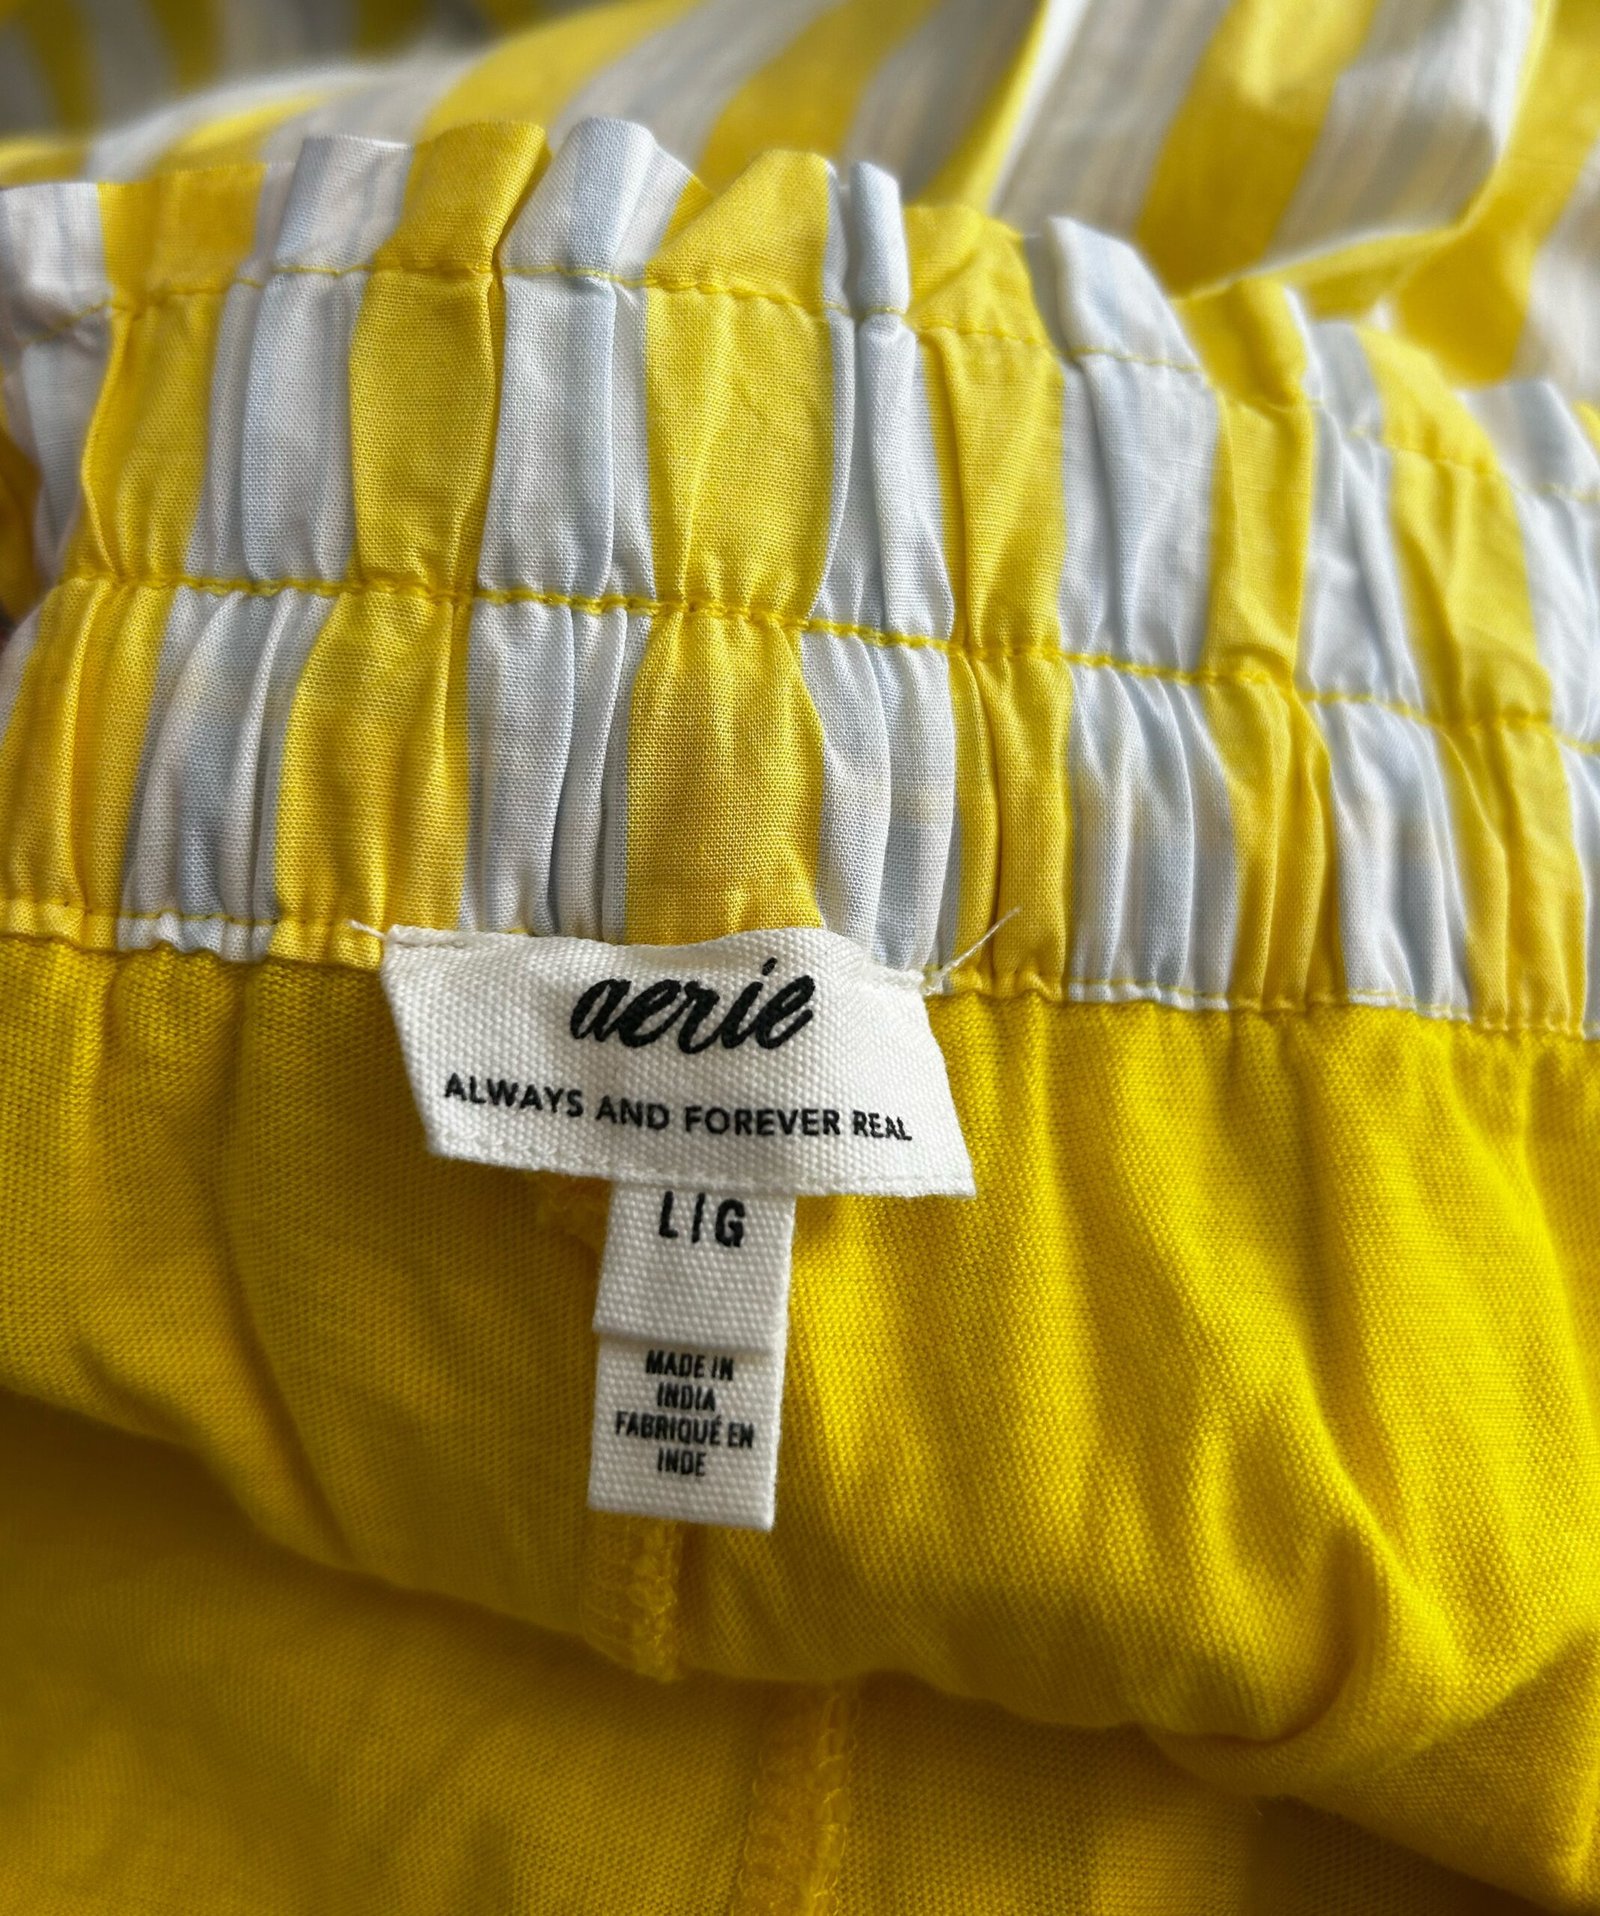 aerie
ALWAYS AND FOREVER REAL
L|G
MADE IN
INDIA
FABRIQUÉ EN
INDE